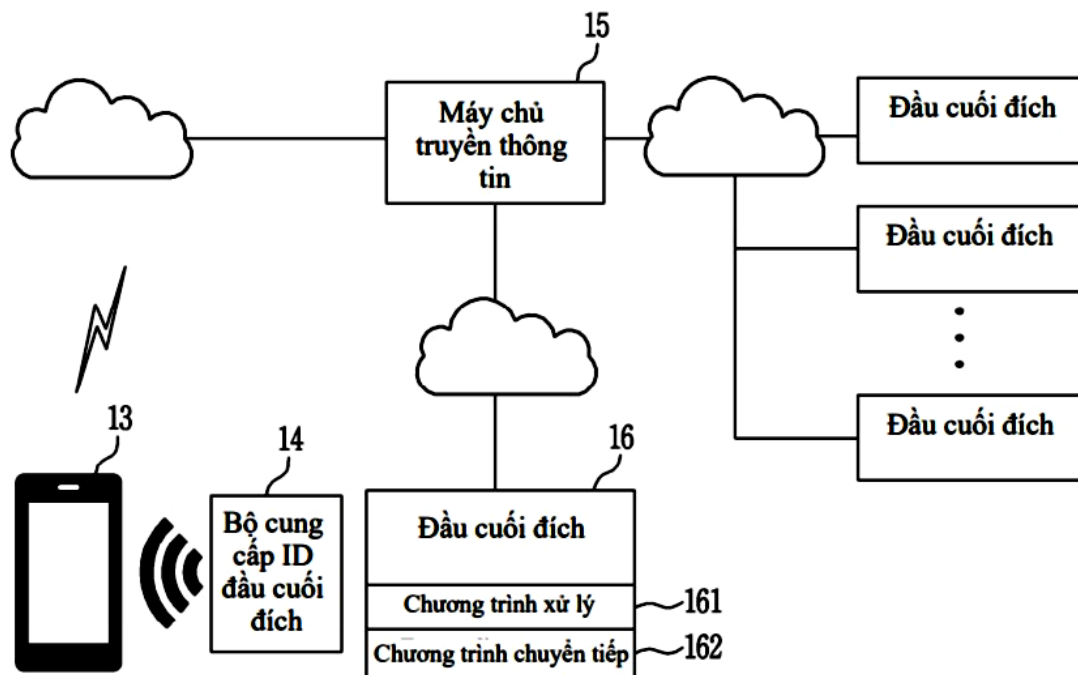 15
Máy chủ
truyền thông
tin
Đầu cuối đích
Đầu cuối đích
Đầu cuối đích
13
14
16
Bộ cung
cấp ID
đầu cuối
đích
Đầu cuối đích
Chương trình xử lý
161
Chương trình chuyển tiếp
162